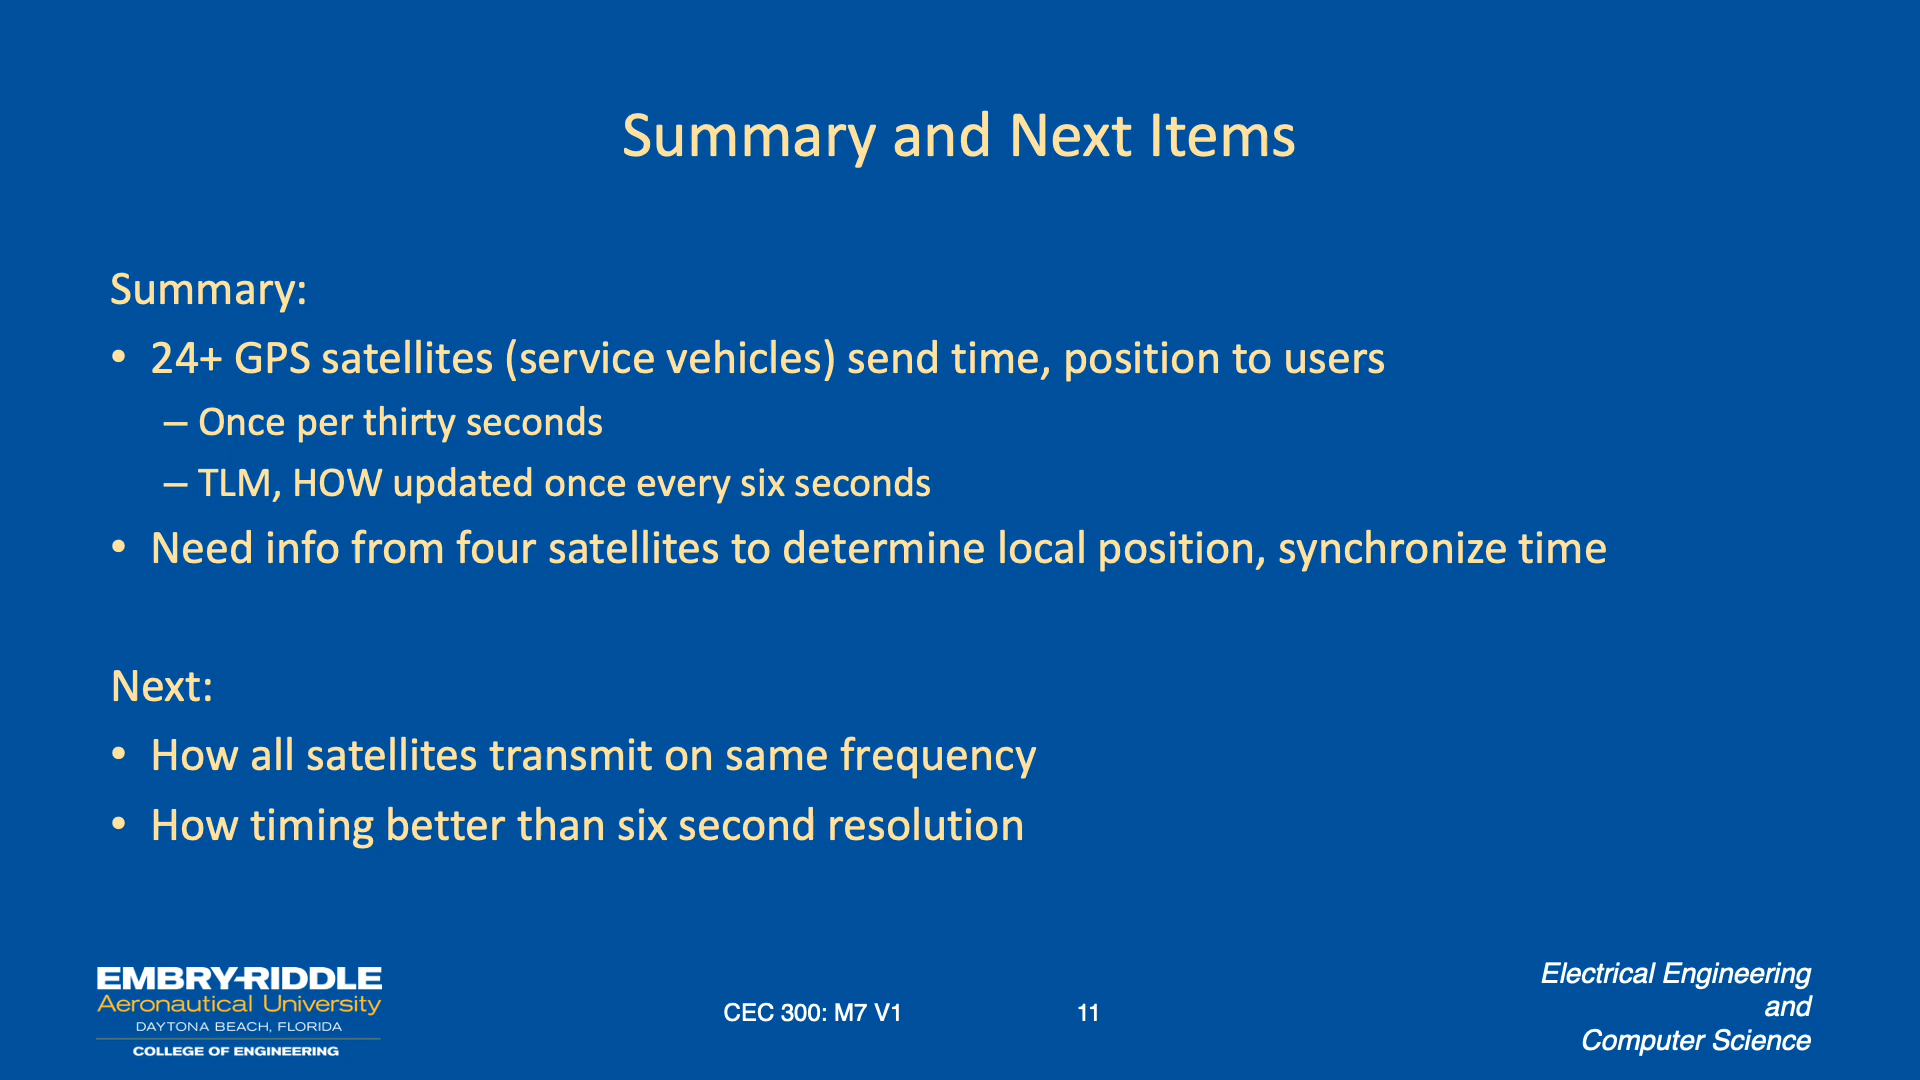 Summary and Next Items
Summary:
• 24+ GPS satellites (service vehicles) send time, position to users
– Once per thirty seconds
– TLM, HOW updated once every six seconds
• Need info from four satellites to determine local position, synchronize time
Next:
• How all satellites transmit on same frequency
• How timing better than six second resolution
EMBRY-RIDDLE
Aeronautical University
DAYTONA BEACH, FLORIDA
COLLEGE OF ENGINEERING
CEC 300: M7 V1
11
Electrical Engineering
and
Computer Science